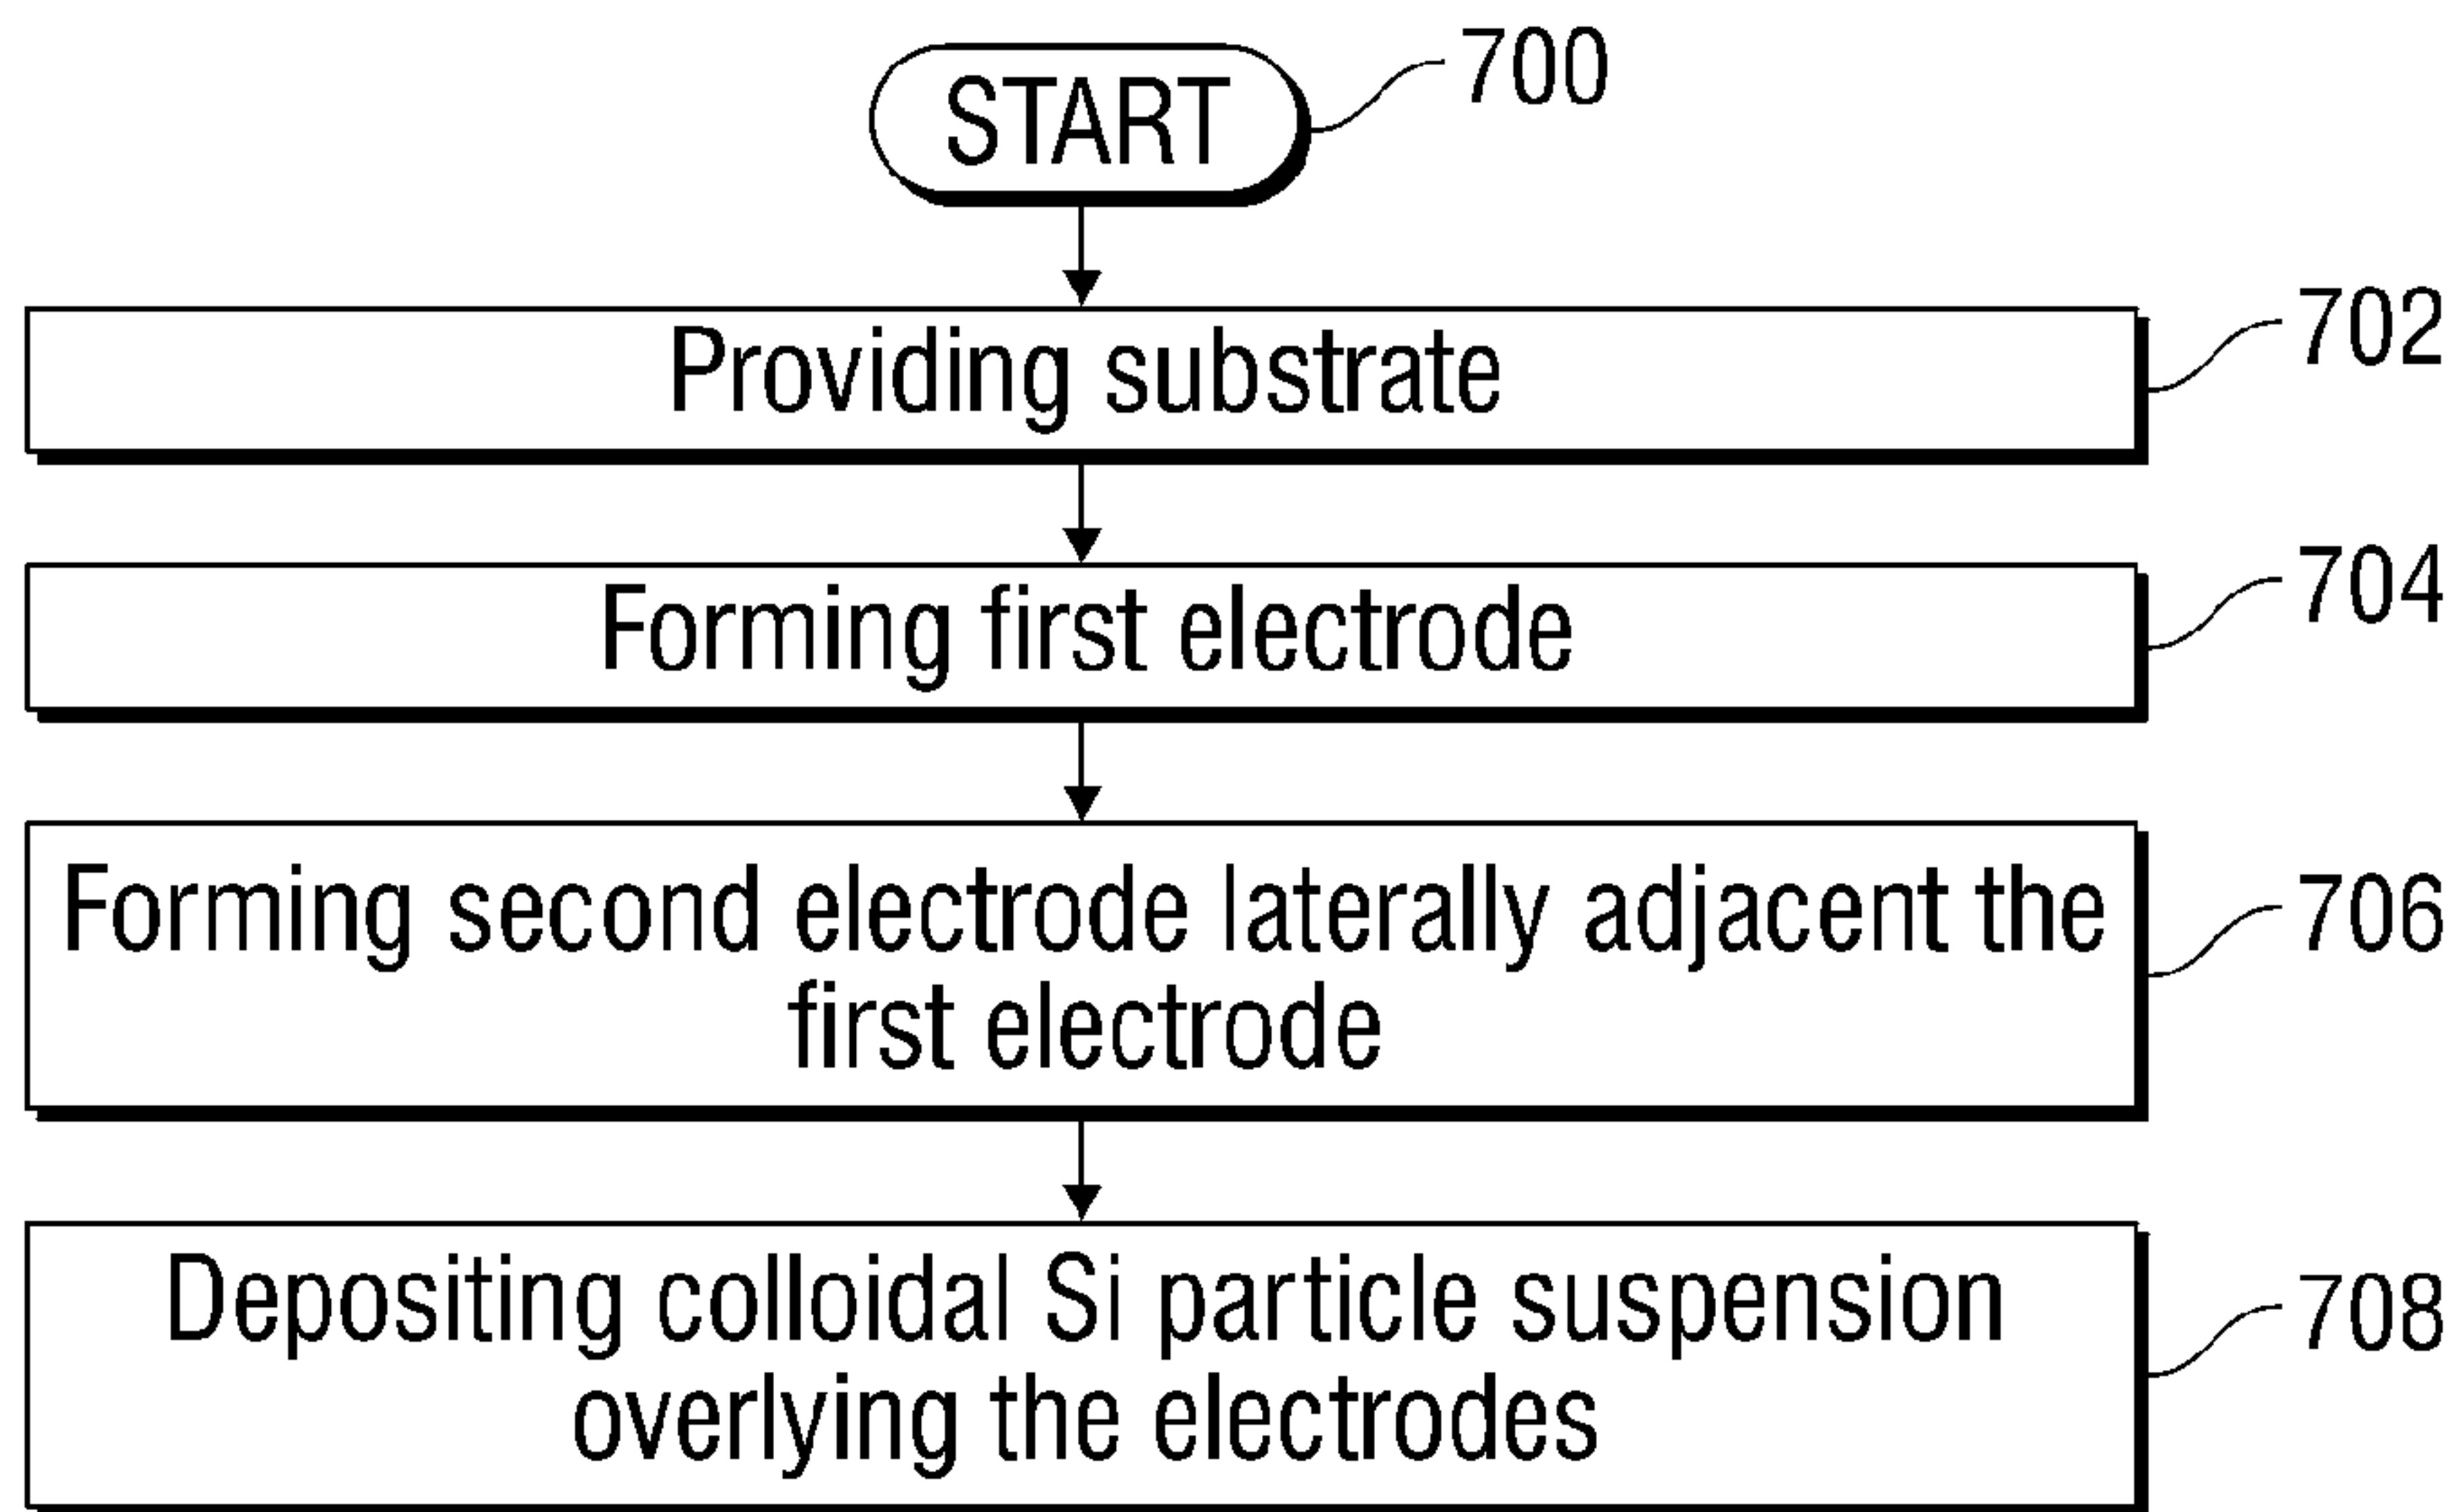 START
700
Providing substrate
702
Forming first electrode
704
Forming second electrode laterally adjacent the
first electrode
706
Depositing colloidal Si particle suspension
overlying the electrodes
708